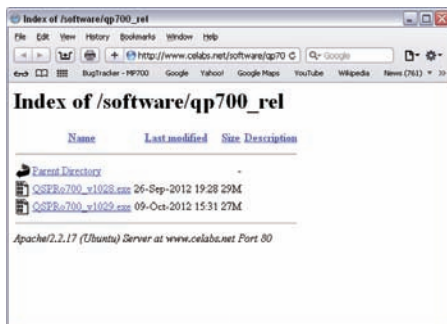 Index of /software/qp700_rel
File Edit View History Bookmarks Window Help
http://www.celabs.net/software/qp70
Google
BugTracker - MP700 Google Yahoo! Google Maps YouTube Wikipedia News (761)
Index of /software/qp700_rel
Name Last modified Size Description
Parent Directory -
QSPRo700_v1028.exe 26-Sep-2012 19:28 29M
QSPRo700_v1029.exe 09-Oct-2012 15:31 27M
Apache/2.2.17 (Ubuntu) Server at www.celabs.net Port 80